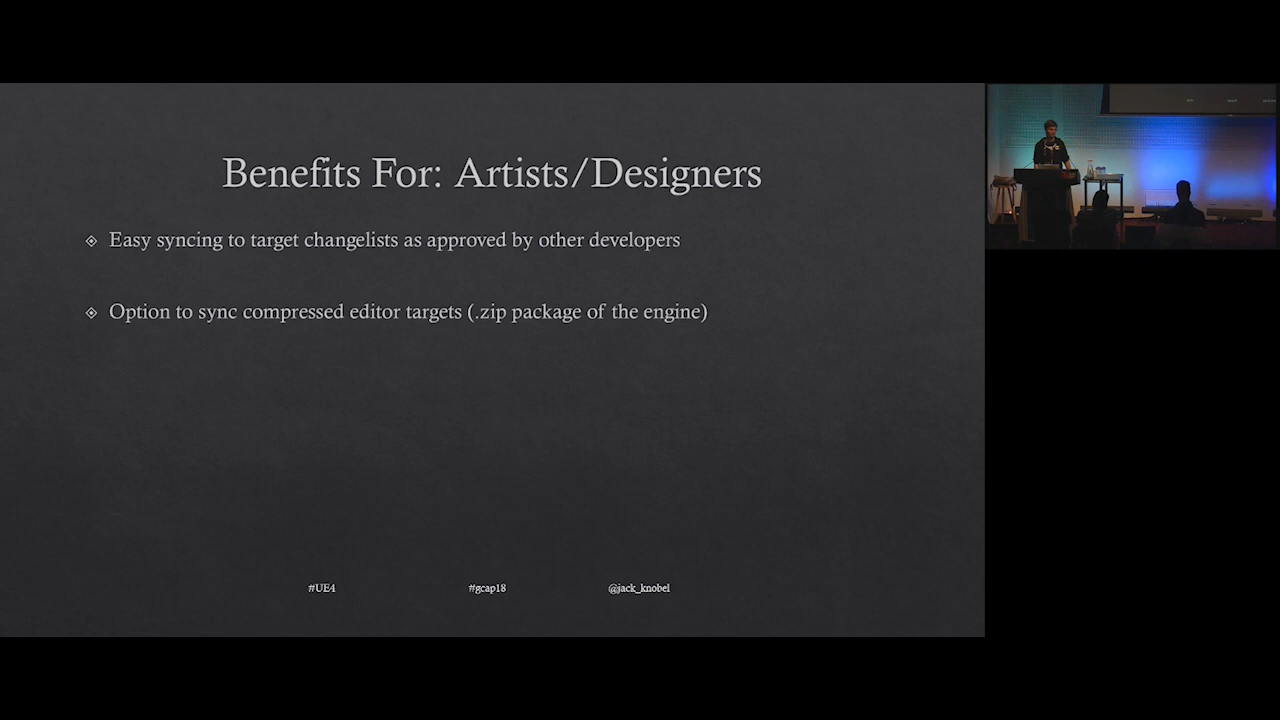 Benefits For: Artists/Designers
Easy syncing to target changelists as approved by other developers
Option to sync compressed editor targets (.zip package of the engine)
#UE4
#gcap18
@jack_knobel